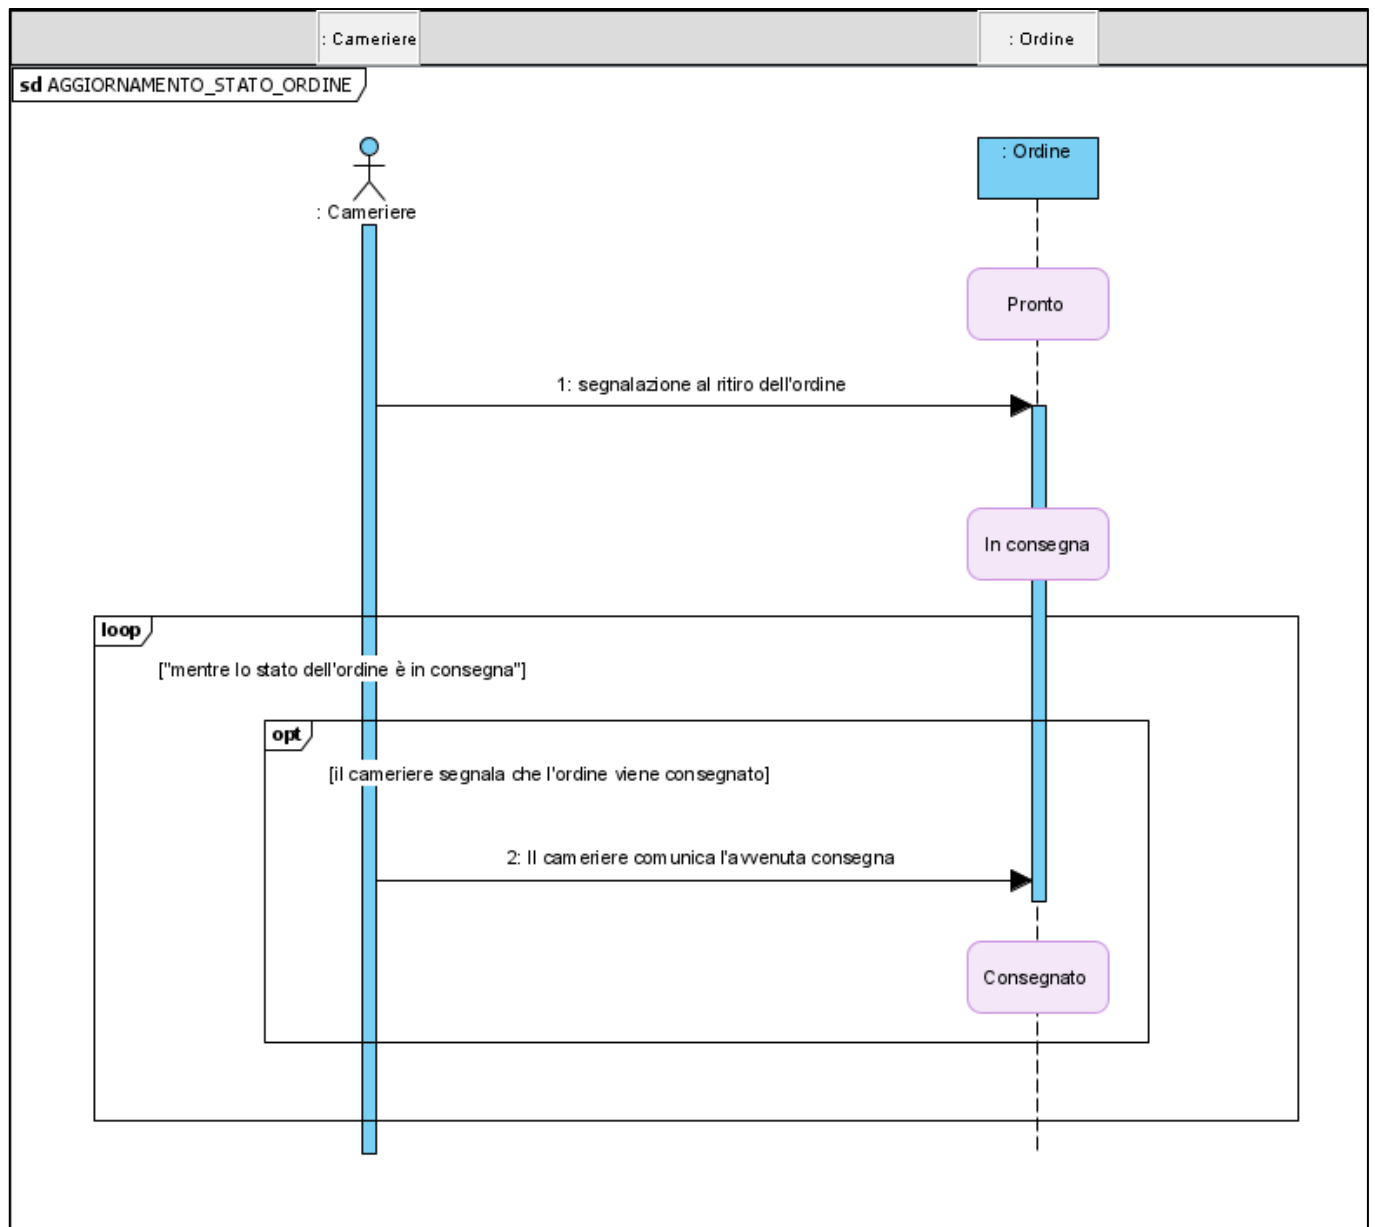 : Cameriere
: Ordine
sd AGGIORNAMENTO_STATO_ORDINE
: Ordine
: Cameriere
Pronto
1: segnalazione al ritiro dell'ordine
In consegna
loop
["mentre lo stato dell'ordine è in consegna"]
opt
[il cameriere segnala che l'ordine viene consegnato]
2: Il cameriere comunica l'avvenuta consegna
Consegnato